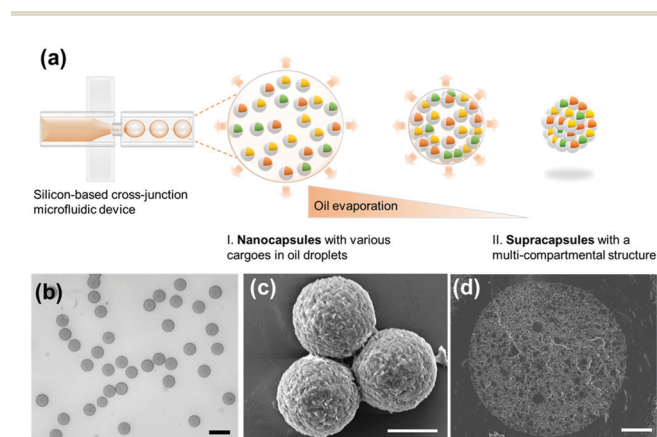 (a)
Silicon-based cross-junction
microfluidic device
Oil evaporation
I. Nanocapsules with various
cargoes in oil droplets
II. Supracapsules with a
multi-compartmental structure
(b)
(c)
(d)